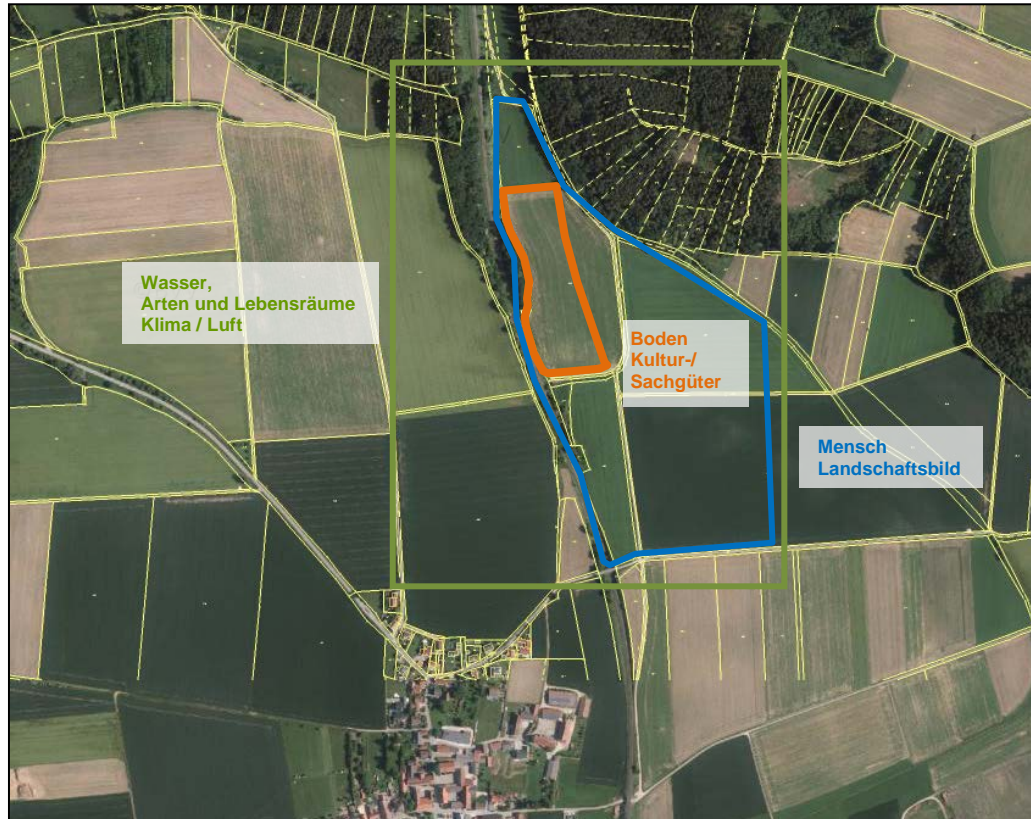 Wasser,
Arten und Lebensräume
Klima / Luft
Boden
Kultur-/
Sachgüter
Mensch
Landschaftsbild